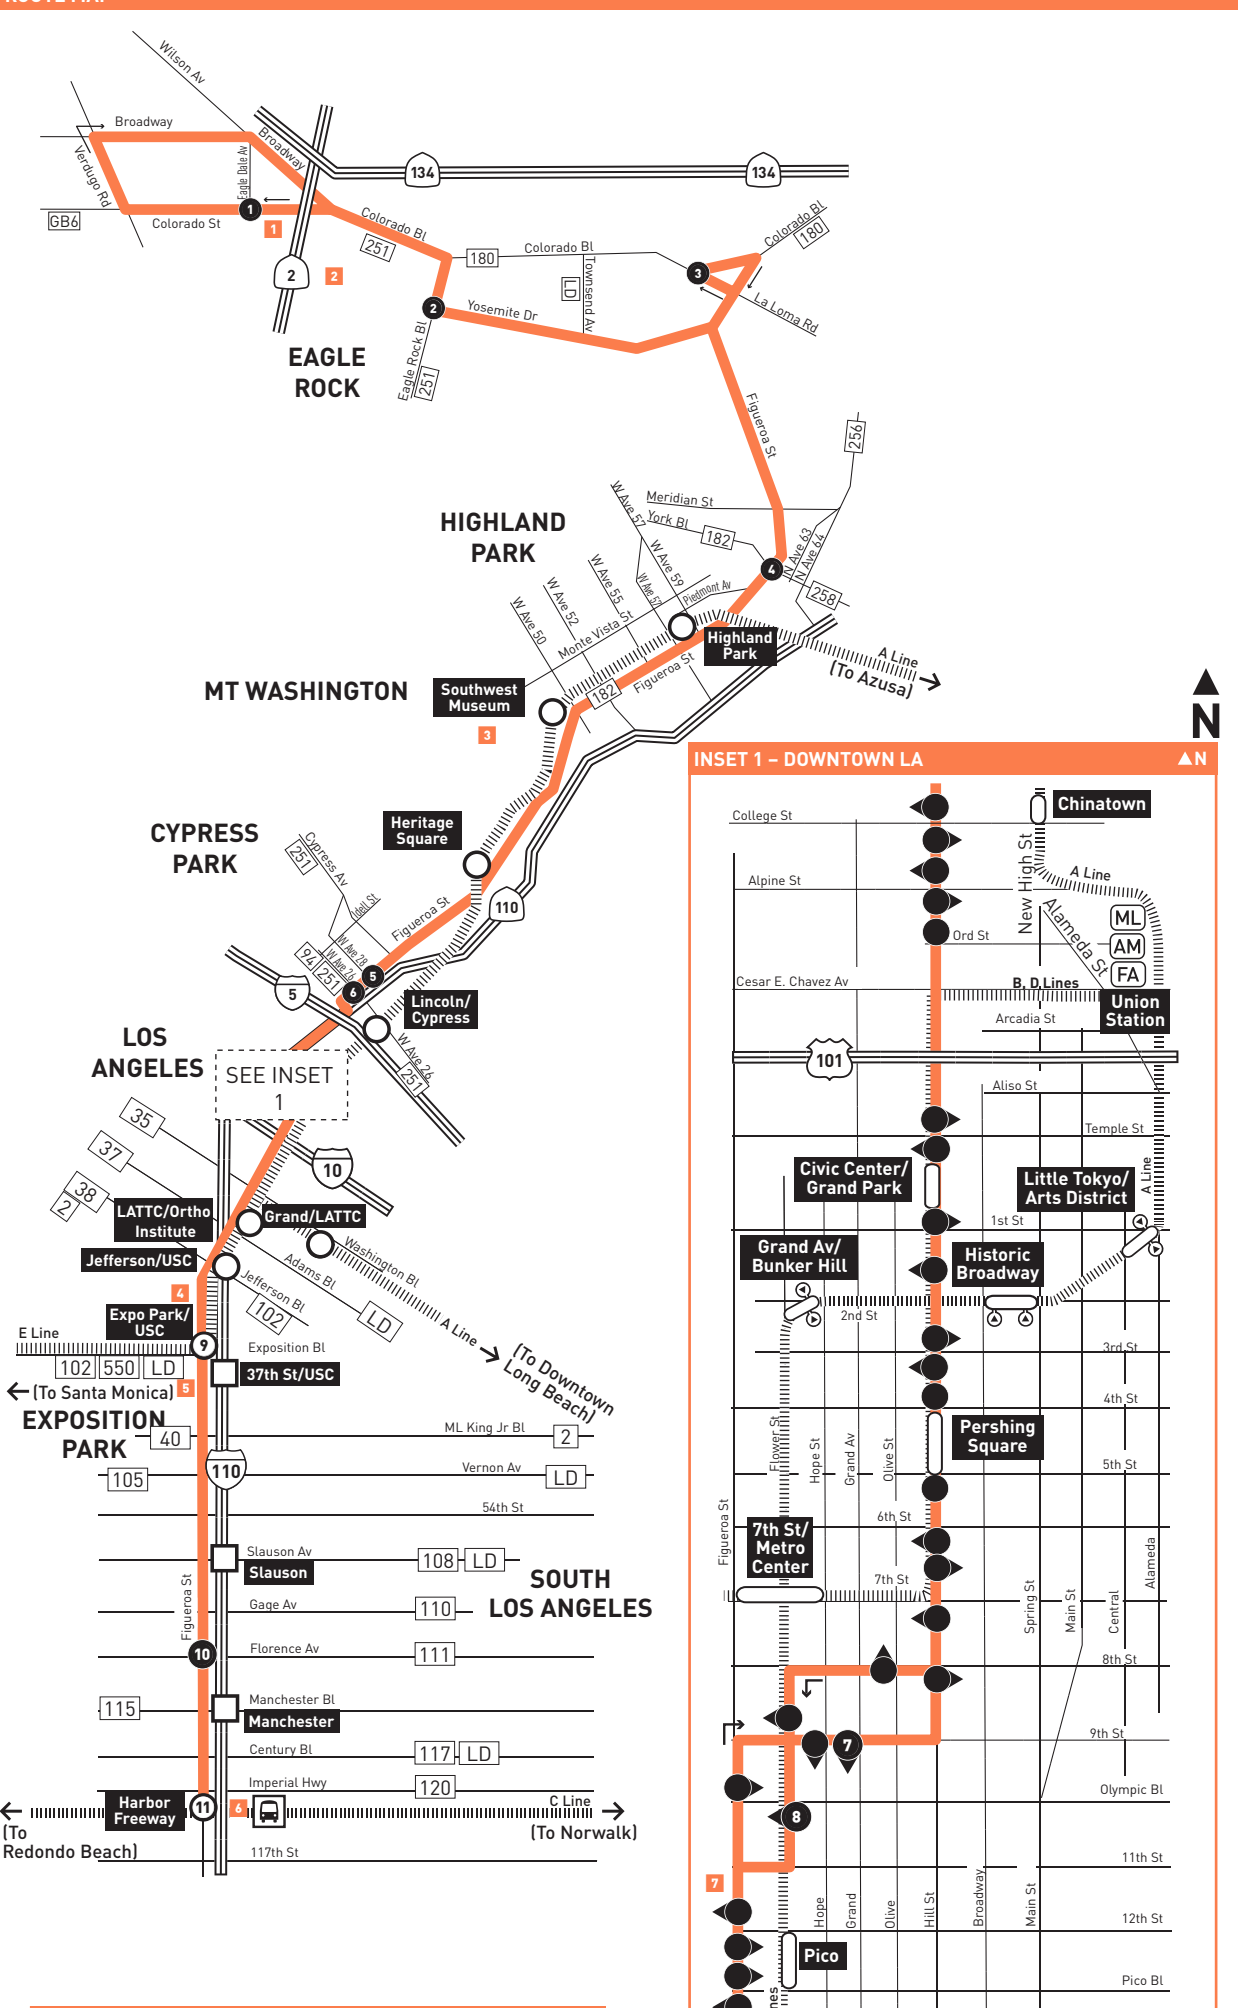 Wilson Av
Broadway
Broadway
Verdugo Rd
Eagle Dale Av
134
134
GB6
Colorado St
1
1
Colorado Bl
251
2
2
180
Colorado Bl
Townsend Av
LD
Colorado Bl
180
3
La Loma Rd
2
Yosemite Dr
Eagle Rock Bl
251
EAGLE
ROCK
Figueroa St
256
HIGHLAND
PARK
W Ave 57
Meridian St
York Bl
182
N Ave 63
N Ave 64
4
258
W Ave 50
W Ave 52
W Ave 55
W Ave 57
W Ave 59
Piedmont Av
Monte Vista St
Highland
Park
Figueroa St
182
A Line
(To Azusa)
MT WASHINGTON
Southwest
Museum
3
N
CYPRESS
PARK
Heritage
Square
Cypress Av
251
Idell St
Figueroa St
110
W Ave 28
W Ave 26
94
251
5
6
5
Lincoln/
Cypress
W Ave 26
251
LOS
ANGELES
SEE INSET
1
35
37
38
2
10
LATTC/Ortho
Institute
Grand/LATTC
Jefferson/USC
Washington Bl
Adams Bl
Jefferson Bl
102
LD
4
Expo Park/
USC
9
E Line
102
550
LD
(To Santa Monica)
5
Exposition Bl
37th St/USC
A Line
(To Downtown
Long Beach)
EXPOSITION
PARK
40
ML King Jr Bl
2
105
110
Vernon Av
LD
54th St
Slauson Av
Slauson
108
LD
SOUTH
LOS ANGELES
Figueroa St
Gage Av
110
10
Florence Av
111
115
Manchester Bl
Manchester
Century Bl
117
LD
Imperial Hwy
120
Harbor
Freeway
11
6
C Line
(To
Redondo Beach)
(To Norwalk)
117th St
INSET 1 – DOWNTOWN LA
N
College St
Chinatown
New High St
A Line
Alpine St
Alameda St
ML
AM
FA
Ord St
Cesar E. Chavez Av
B, D Lines
Union
Station
Arcadia St
101
Aliso St
Temple St
Civic Center/
Grand Park
Little Tokyo/
Arts District
A Line
1st St
Grand Av/
Bunker Hill
Historic
Broadway
2nd St
3rd St
4th St
Pershing
Square
Flower St
Hope St
Grand Av
Olive St
5th St
Figueroa St
6th St
7th St/
Metro
Center
7th St
Spring St
Main St
Central
Alameda
8th St
9th St
7
Olympic Bl
8
11th St
7
Hope
Grand
Olive
Hill St
Broadway
Main St
12th St
Pico
Pico Bl